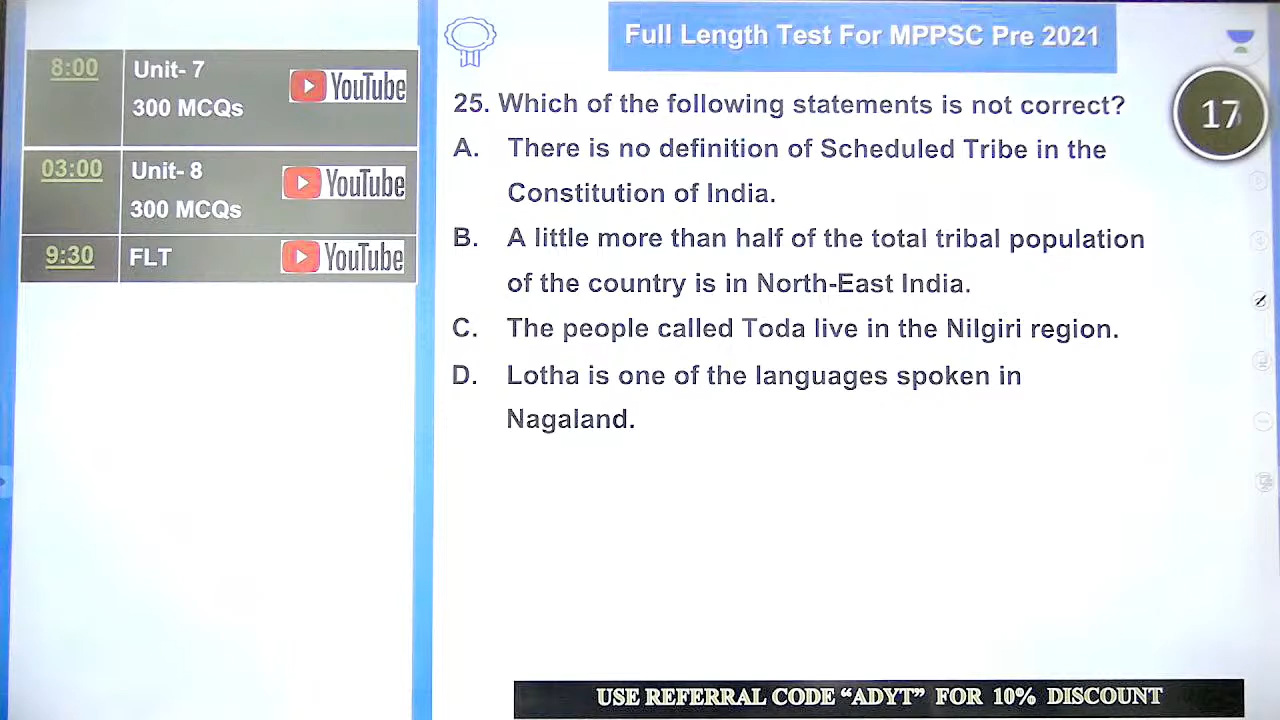 Full Length Test For MPPSC Pre 2021
8:00 Unit- 7 YouTube
300 MCQs
03:00 Unit- 8 YouTube
300 MCQs
9:30 FLT YouTube
17
25. Which of the following statements is not correct?
A. There is no definition of Scheduled Tribe in the
Constitution of India.
B. A little more than half of the total tribal population
of the country is in North-East India.
C. The people called Toda live in the Nilgiri region.
D. Lotha is one of the languages spoken in
Nagaland.
USE REFERRAL CODE “ADYT” FOR 10% DISCOUNT